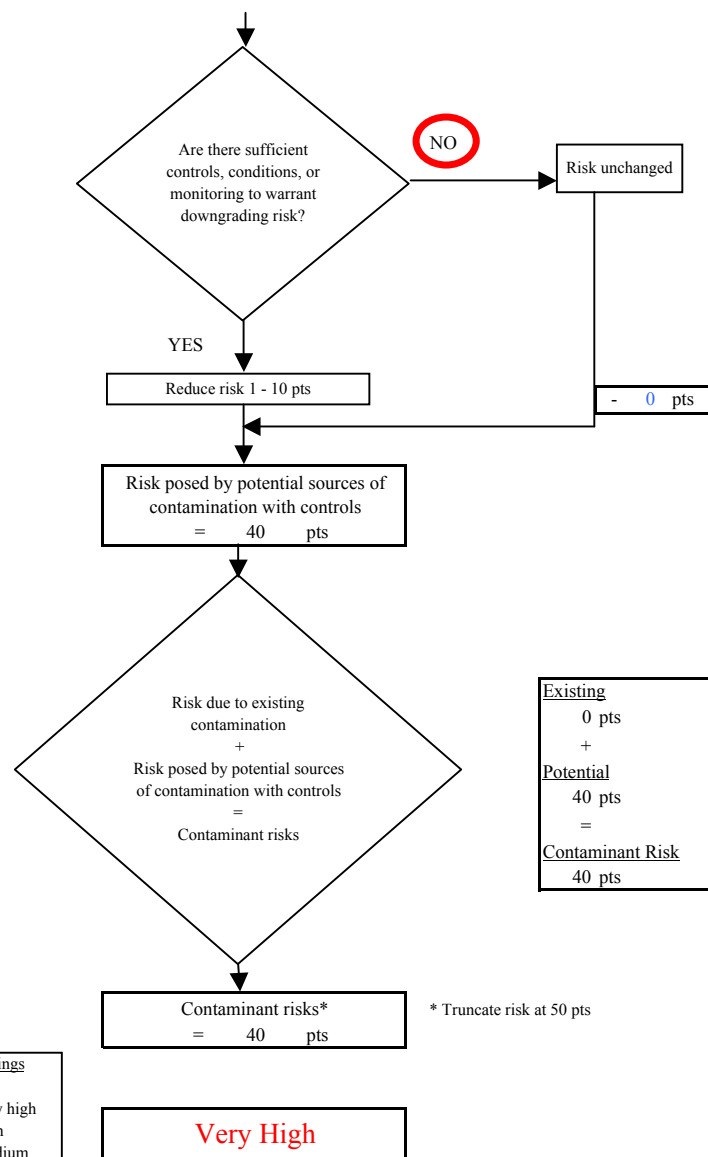 Are there sufficient
controls, conditions, or
monitoring to warrant
downgrading risk?
NO
Risk unchanged
YES
Reduce risk 1 - 10 pts
- 0 pts
Risk posed by potential sources of
contamination with controls
= 40 pts
Risk due to existing
contamination
+
Risk posed by potential sources
of contamination with controls
=
Contaminant risks
Existing
0 pts
+
Potential
40 pts
=
Contaminant Risk
40 pts
Contaminant risks*
= 40 pts
* Truncate risk at 50 pts
high
Very High